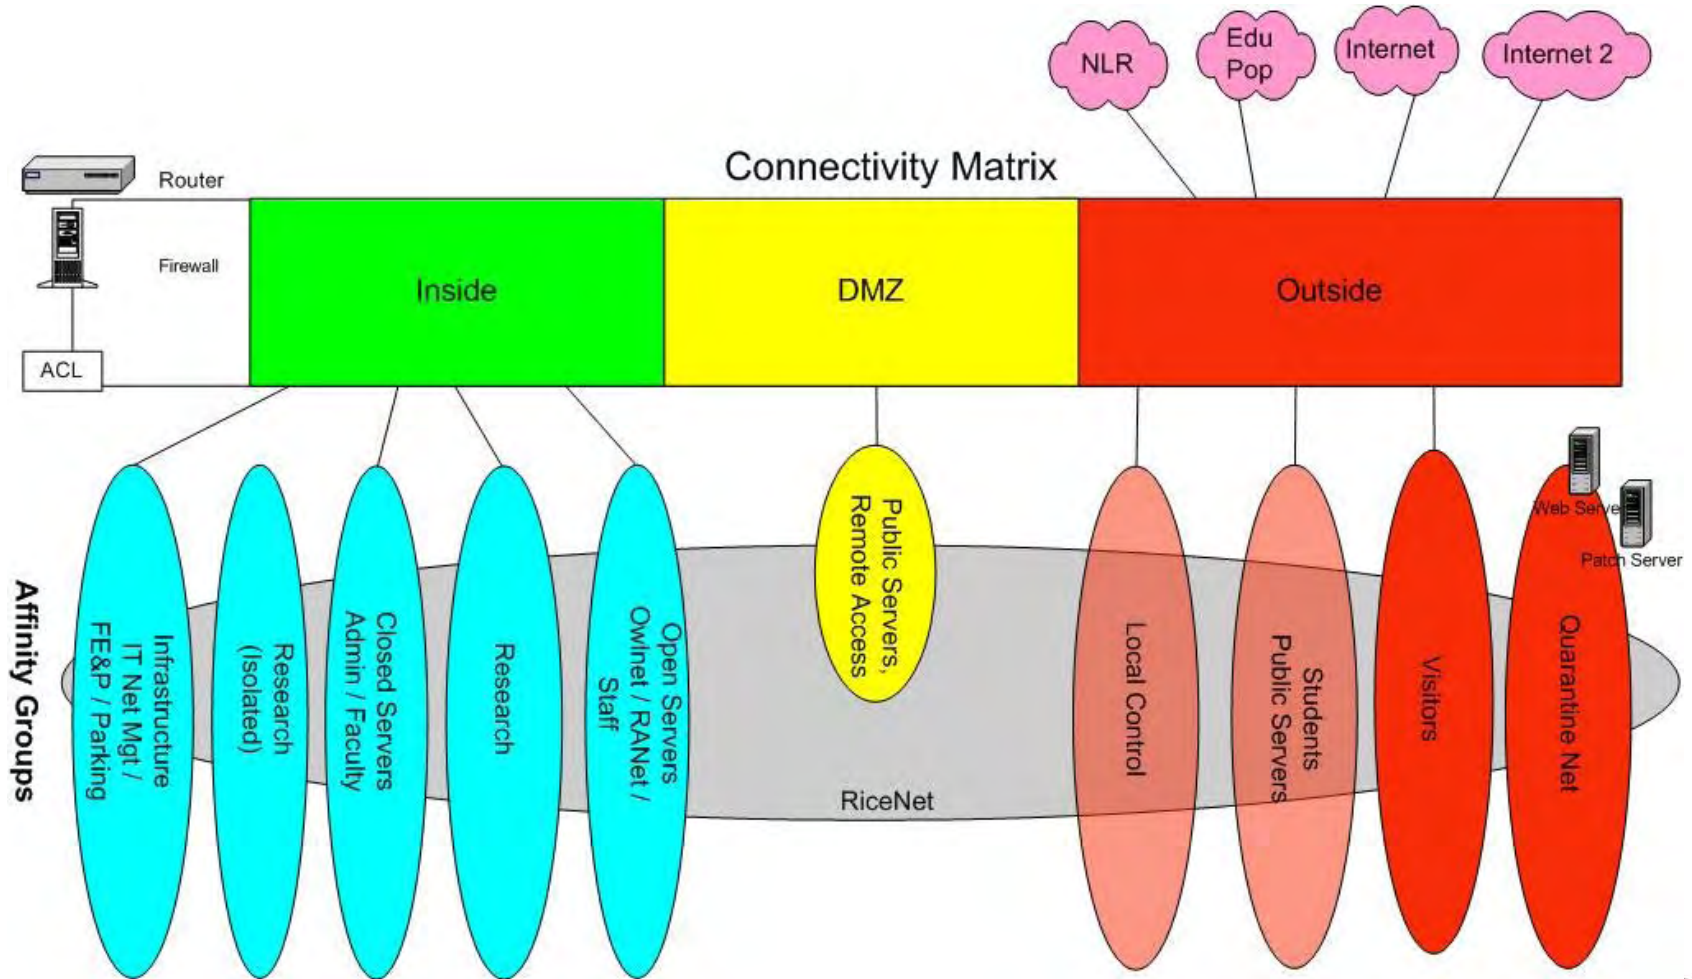 NLR
Edu
Pop
Internet
Internet 2
Connectivity Matrix
Router
Firewall
ACL
Inside
DMZ
Outside
Affinity Groups
Infrastructure
IT Net Mgt /
FE&P / Parking
Research
(Isolated)
Closed Servers
Admin / Faculty
Research
Open Servers
Owlnet / RANet /
Staff
Public Servers,
Remote Access
RiceNet
Local Control
Students
Public Servers
Visitors
Quarantine Net
Web Serve
Patch Server